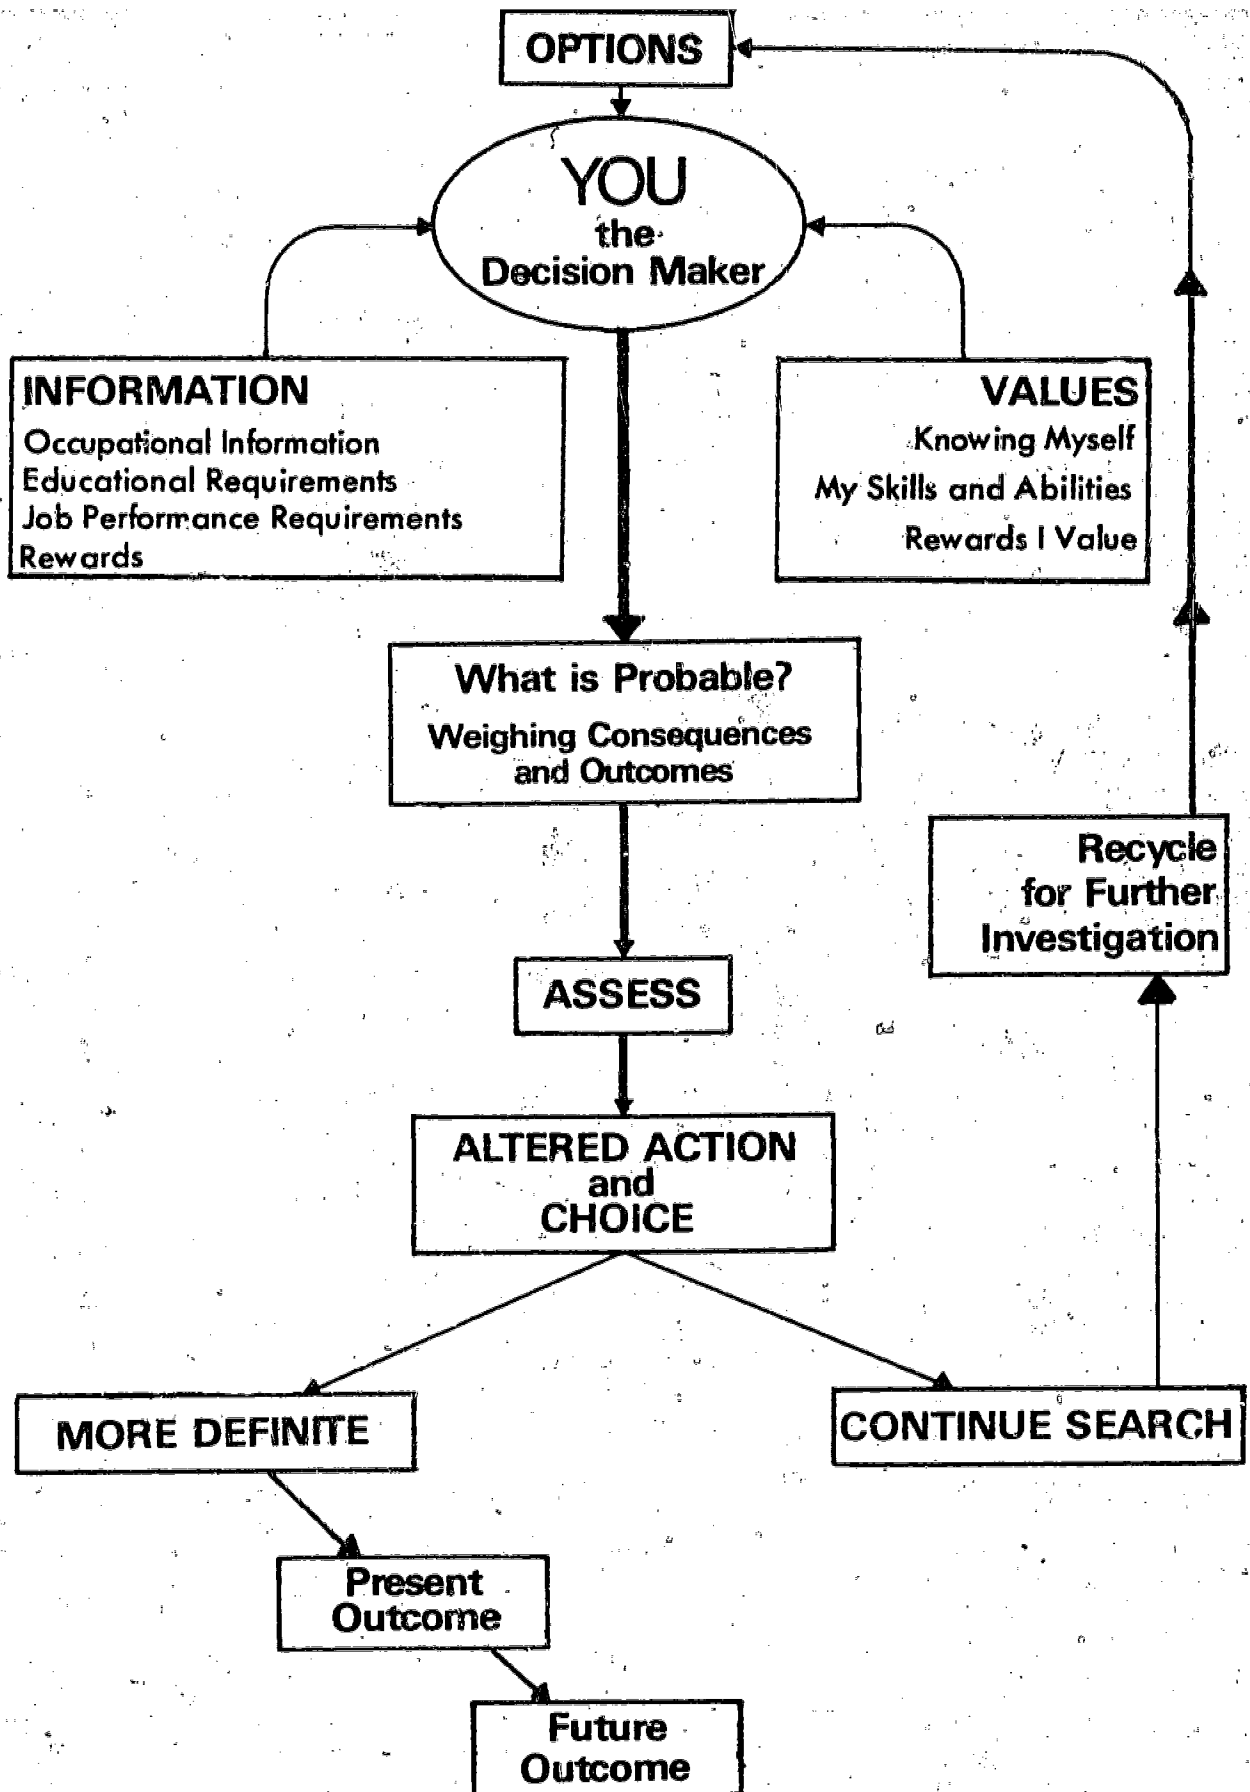 OPTIONS
YOU
the
Decision Maker
INFORMATION
Occupational Information
Educational Requirements
Job Performance Requirements
Rewards
VALUES
Knowing Myself
My Skills and Abilities
Rewards I Value
What is Probable?
Weighing Consequences
and Outcomes
Recycle
for Further
Investigation
ASSESS
ALTERED ACTION
and
CHOICE
MORE DEFINITE
CONTINUE SEARCH
Present
Outcome
Future
Outcome